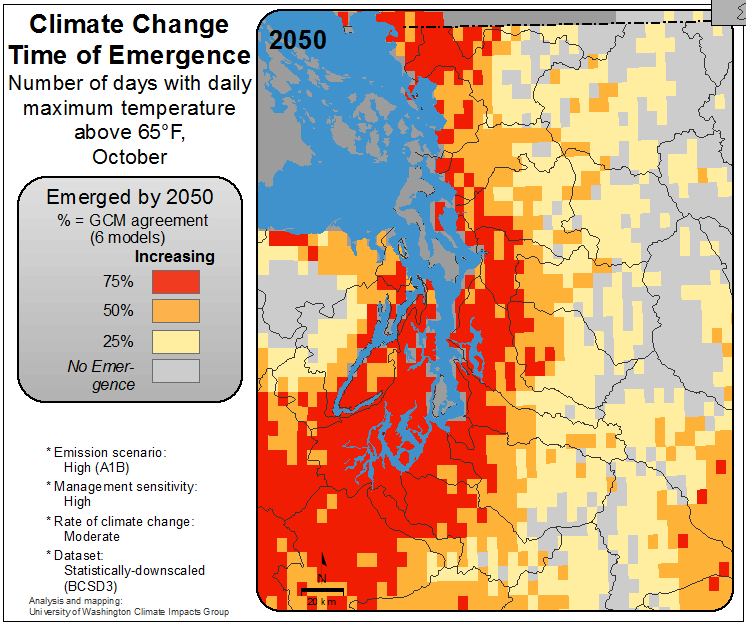 Climate Change
Time of Emergence
Number of days with daily
maximum temperature
above 65°F,
October
Emerged by 2050
% = GCM agreement
(6 models)
Increasing
75%
50%
25%
No Emer-
gence
* Emission scenario:
High (A1B)
* Management sensitivity:
High
* Rate of climate change:
Moderate
* Dataset:
Statistically-downscaled
(BCSD3)
Analysis and mapping:
University of Washington Climate Impacts Group
2050
N
20 km